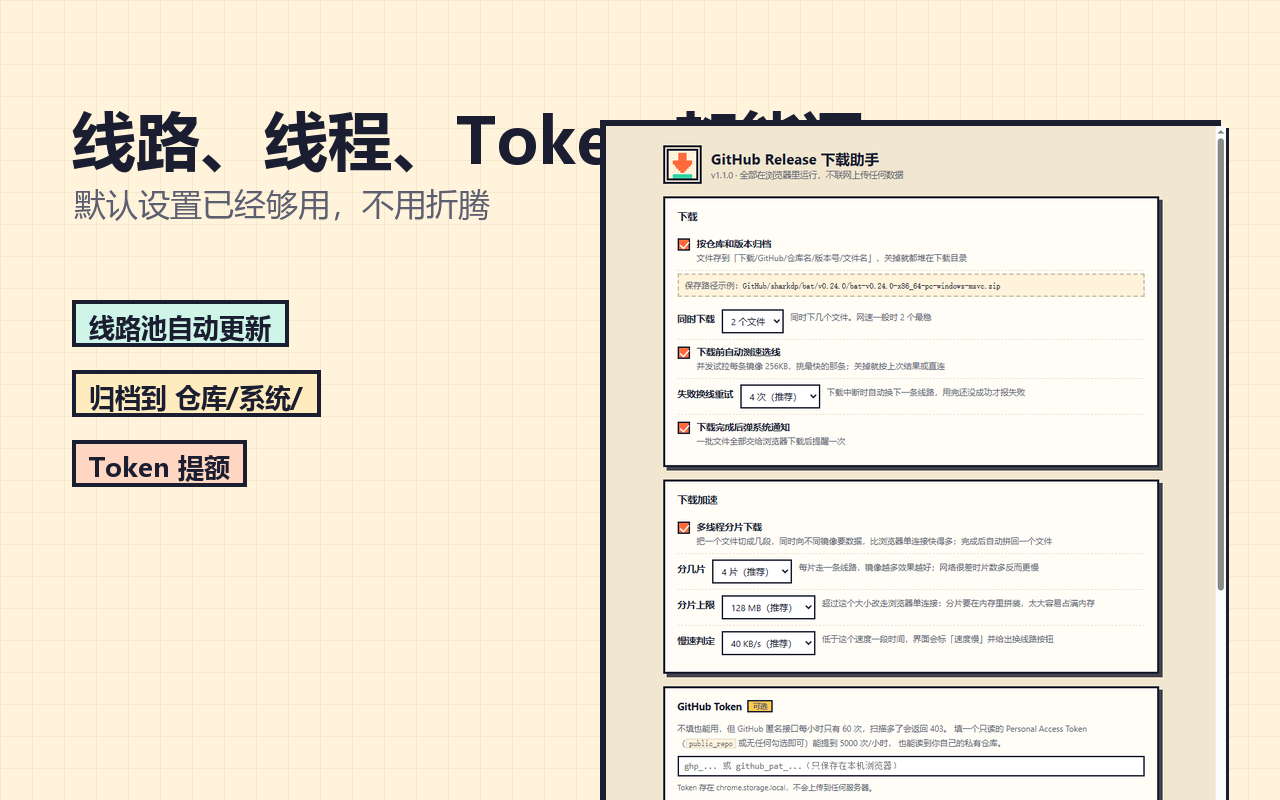 线路、线程、Toke
默认设置已经够用，不用折腾
线路池自动更新
归档到 仓库/系统/
Token 提额
GitHub Release 下载助手
v1.1.0 · 全部在浏览器里运行，不联网上传任何数据
下载
按仓库和版本归档
文件存到「下载/GitHub/仓库名/版本号/文件名」，关掉就都堆在下载目录
保存路径示例：GitHub/sharkdp/bat/v0.24.0/bat-v0.24.0-x86_64-pc-windows-msvc.zip
同时下载 2 个文件 同时下几个文件。网速一般时 2 个最稳
下载前自动测速选线
并发试拉每条镜像 256KB，挑最快的那条；关掉就按上次结果或直连
失败换线重试 4 次（推荐） 下载中断时自动换下一条线路，用完还没成功才报失败
下载完成后弹系统通知
一批文件全部交给浏览器下载后提醒一次
下载加速
多线程分片下载
把一个文件切成几段，同时向不同镜像要数据，比浏览器单连接快得多；完成后自动拼回一个文件
分几片 4 片（推荐） 每片走一条线路，镜像越多效果越好；网络很差时片数多反而更慢
分片上限 128 MB（推荐） 超过这个大小改走浏览器单连接：分片要在内存里拼装，太大容易占满内存
慢速判定 40 KB/s（推荐） 低于这个速度一段时间，界面会标「速度慢」并给出换线路按钮
GitHub Token 可选
不填也能用，但 GitHub 匿名接口每小时只有 60 次，扫描多了会返回 403。 填一个只读的 Personal Access Token
（public_repo 或无任何勾选即可）能提到 5000 次/小时， 也能读到你自己的私有仓库。
ghp_... 或 github_pat_...（只保存在本机浏览器）
Token 存在 chrome.storage.local，不会上传到任何服务器。